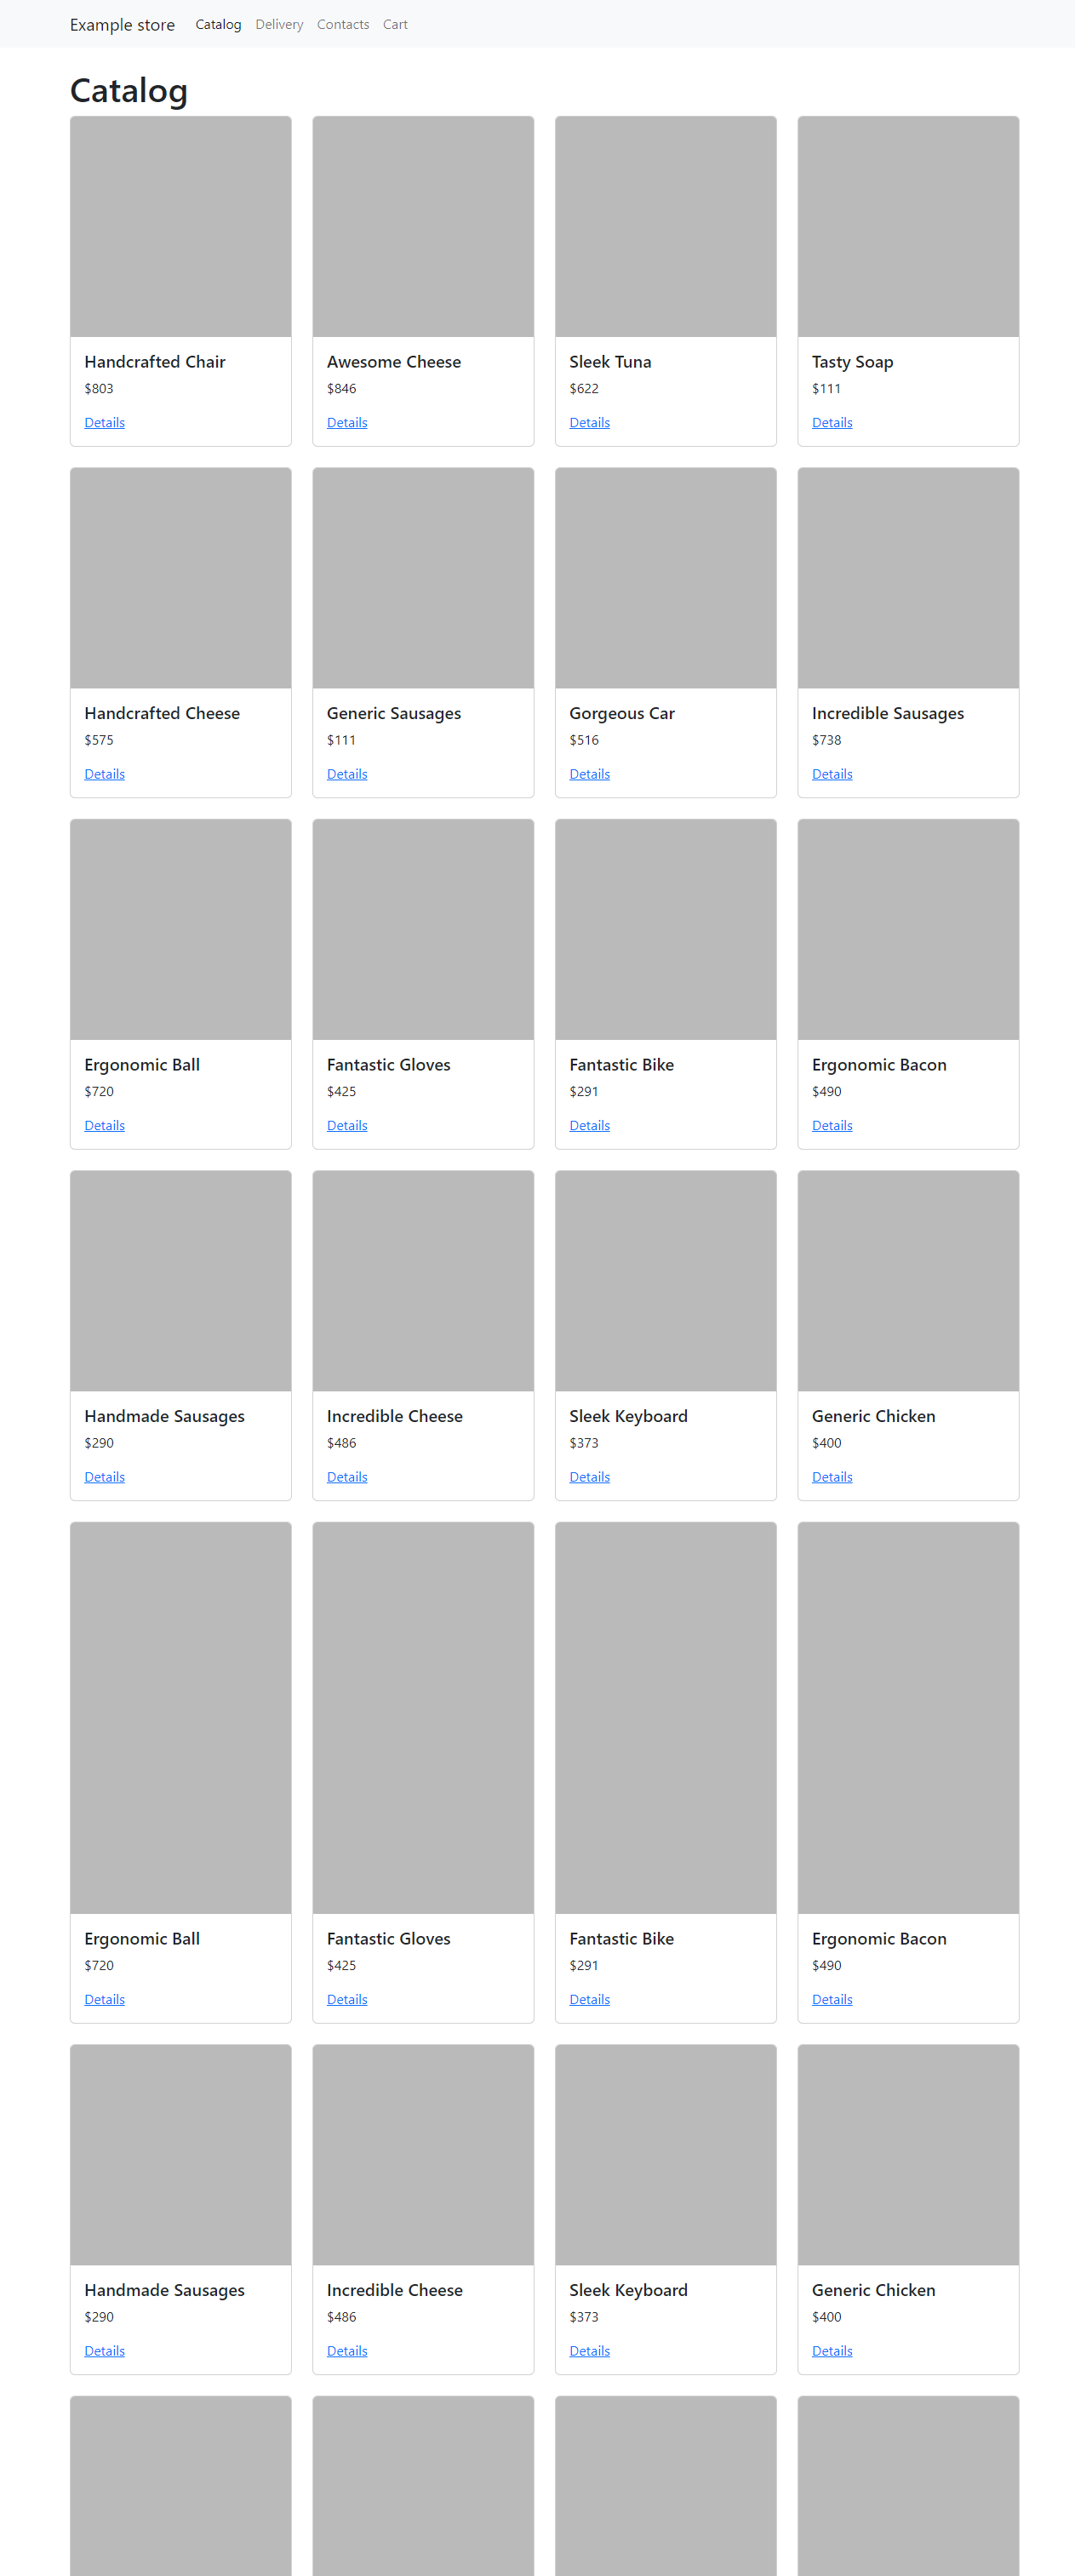 Example store Catalog Delivery Contacts Cart
Catalog
Handcrafted Chair Awesome Cheese Sleek Tuna Tasty Soap
$803 $846 $622 $111
Details Details Details Details
Handcrafted Cheese Generic Sausages Gorgeous Car Incredible Sausages
$575 $111 $516 $738
Details Details Details Details
Ergonomic Ball Fantastic Gloves Fantastic Bike Ergonomic Bacon
$720 $425 $291 $490
Details Details Details Details
Handmade Sausages Incredible Cheese Sleek Keyboard Generic Chicken
$290 $486 $373 $400
Details Details Details Details
Ergonomic Ball Fantastic Gloves Fantastic Bike Ergonomic Bacon
$720 $425 $291 $490
Details Details Details Details
Handmade Sausages Incredible Cheese Sleek Keyboard Generic Chicken
$290 $486 $373 $400
Details Details Details Details